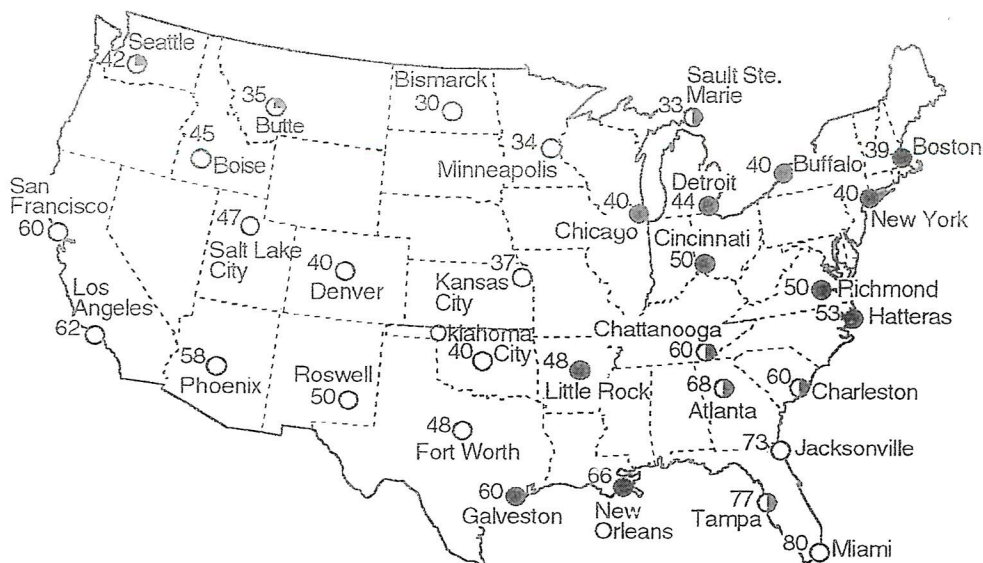 Seattle
42
Bismarck
30
Sault Ste.
Marie
33
35
Butte
45
Boise
34
Minneapolis
39
Boston
40
Buffalo
Detroit
44
40
New York
San
Francisco
60
40
Chicago
47
Salt Lake
City
Cincinnati
50
40
Denver
37
Kansas
City
50
Richmond
Los
Angeles
62
53
Hatteras
Chattanooga
60
Oklahoma
City
40
58
Phoenix
48
Little Rock
Roswell
50
68
Atlanta
60
Charleston
48
Fort Worth
73
Jacksonville
66
New
Orleans
60
Galveston
77
Tampa
80
Miami